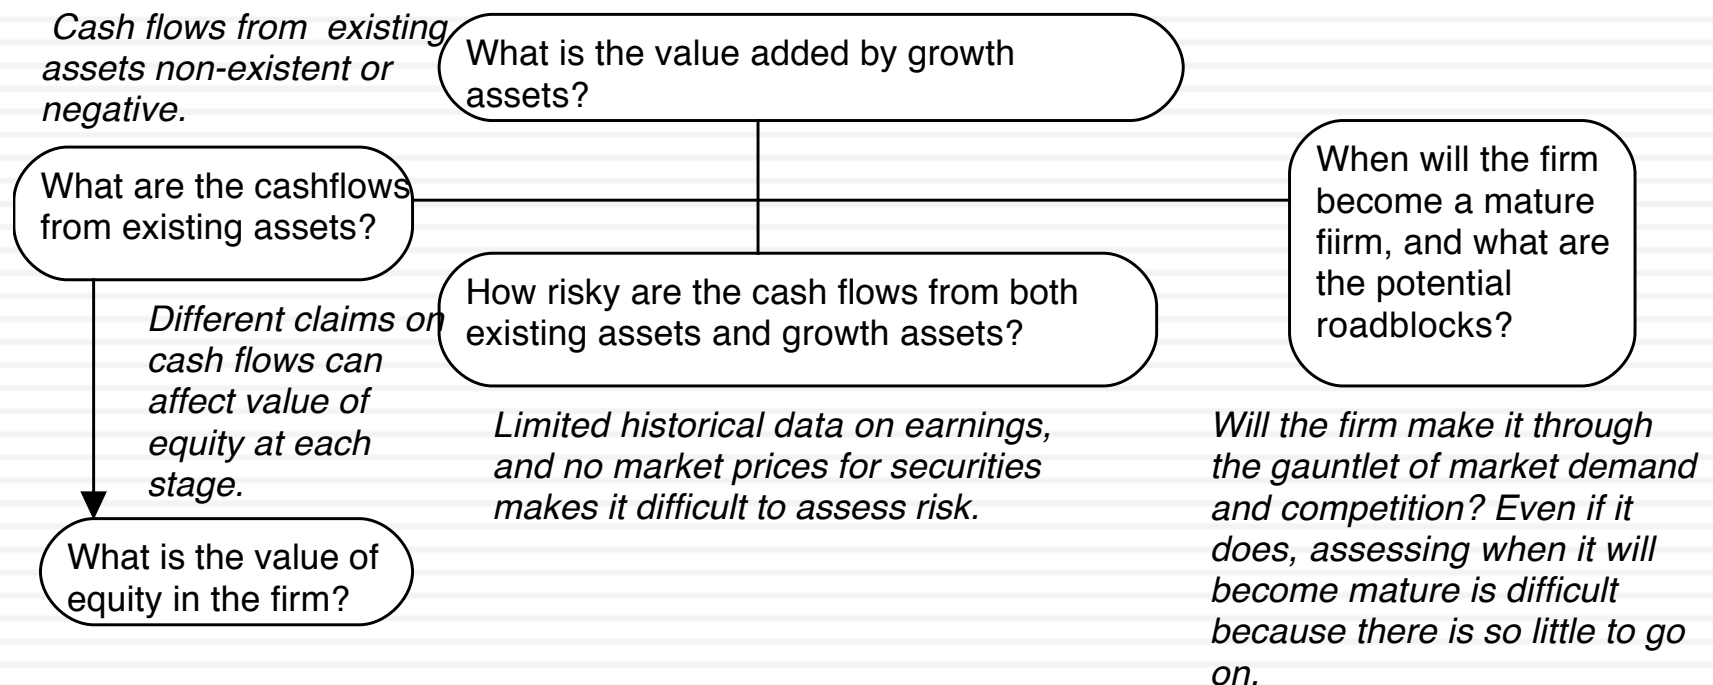 Cash flows from  existing
assets non-existent or
negative.
What is the value added by growth
assets?
What are the cashflows
from existing assets?
When will the firm
become a mature
fiirm, and what are
the potential
roadblocks?
How risky are the cash flows from both
existing assets and growth assets?
Different claims on
cash flows can
affect value of
equity at each
stage.
Limited historical data on earnings,
and no market prices for securities
makes it difficult to assess risk.
Will the firm make it through
the gauntlet of market demand
and competition? Even if it
does, assessing when it will
become mature is difficult
because there is so little to go
on.
What is the value of
equity in the firm?